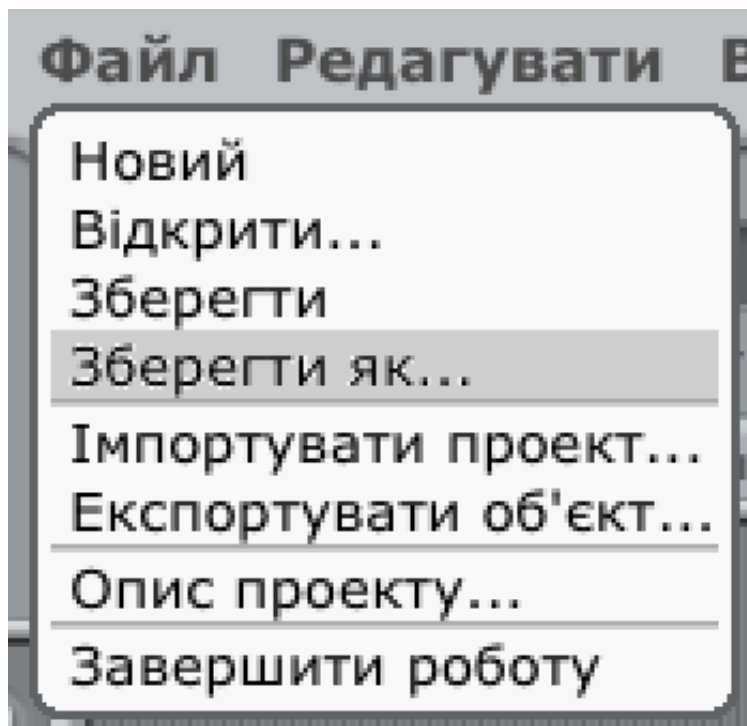 Файл Редагувати
Новий
Відкрити...
Зберегти
Зберегти як...
Імпортувати проект...
Експортувати об'єкт...
Опис проекту...
Завершити роботу